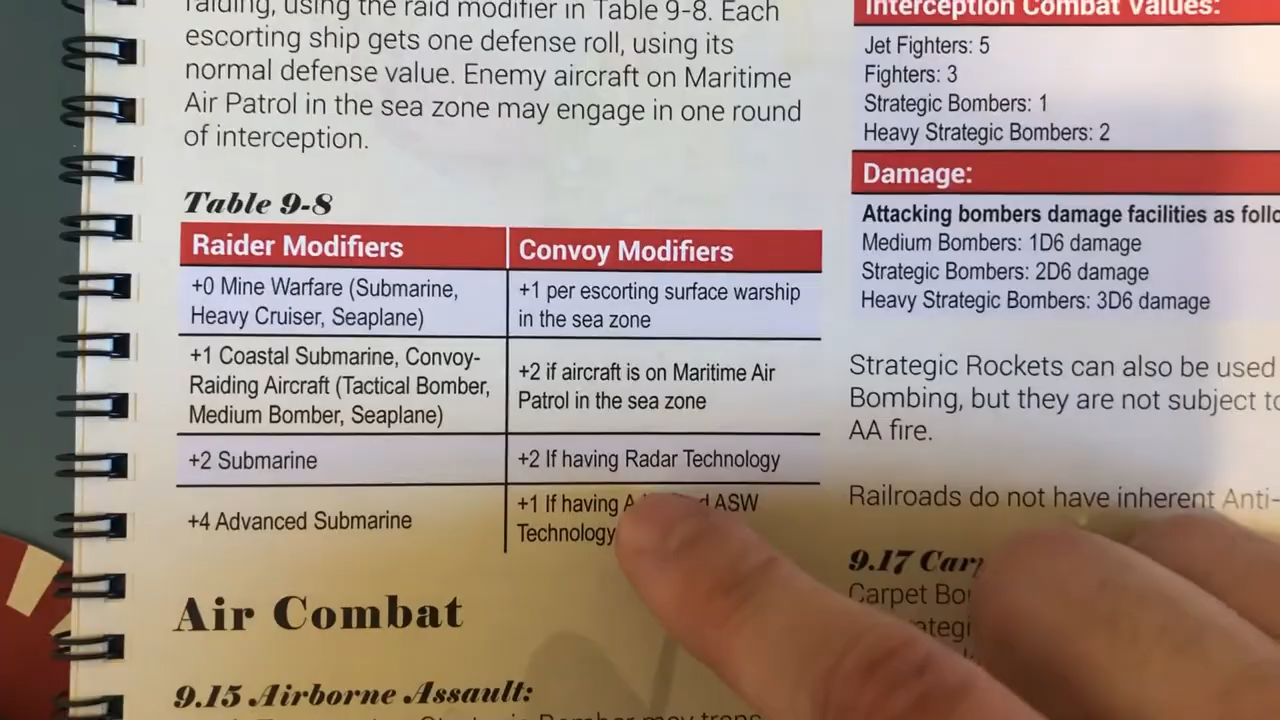 raiding, using the raid modifier in Table 9-8. Each
escorting ship gets one defense roll, using its
normal defense value. Enemy aircraft on Maritime
Air Patrol in the sea zone may engage in one round
of interception.
Table 9-8
Raider Modifiers
Convoy Modifiers
+0 Mine Warfare (Submarine,
Heavy Cruiser, Seaplane)
+1 per escorting surface warship
in the sea zone
+1 Coastal Submarine, Convoy-
Raiding Aircraft (Tactical Bomber,
Medium Bomber, Seaplane)
+2 if aircraft is on Maritime Air
Patrol in the sea zone
+2 Submarine
+2 If having Radar Technology
+4 Advanced Submarine
+1 If having ASW
Technology
Air Combat
9.15 Airborne Assault:
Strategic Bomber may
Interception Combat Values:
Jet Fighters: 5
Fighters: 3
Strategic Bombers: 1
Heavy Strategic Bombers: 2
Damage:
Attacking bombers damage facilities as
Medium Bombers: 1D6 damage
Strategic Bombers: 2D6 damage
Heavy Strategic Bombers: 3D6 damage
Strategic Rockets can also be used
Bombing, but they are not subject to
AA fire.
Railroads do not have inherent Anti-
9.17
Carpet